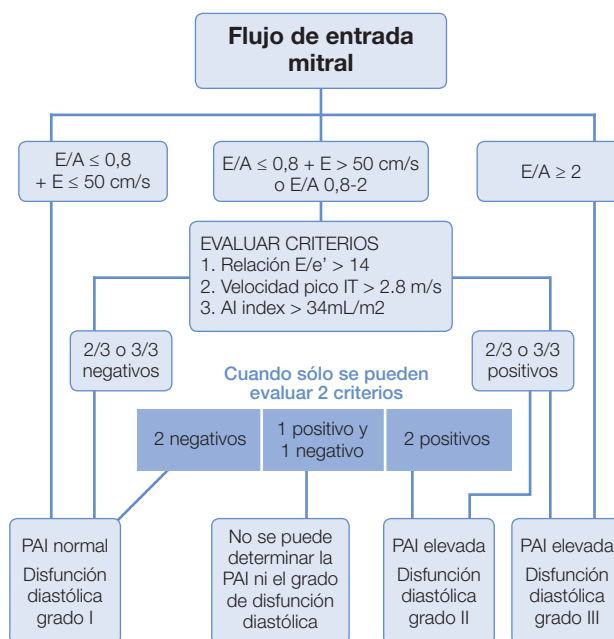 Flujo de entrada
mitral
E/A ≤ 0,8
+ E ≤ 50 cm/s
E/A ≤ 0,8 + E > 50 cm/s
o E/A 0,8-2
E/A ≥ 2
EVALUAR CRITERIOS
1. Relación E/e’ > 14
2. Velocidad pico IT > 2.8 m/s
3. AI index > 34mL/m2
2/3 o 3/3
negativos
2/3 o 3/3
positivos
Cuando sólo se pueden
evaluar 2 criterios
2 negativos
1 positivo y
1 negativo
2 positivos
PAI normal
Disfunción
diastólica
grado I
No se puede
determinar la
PAI ni el grado
de disfunción
diastólica
PAI elevada
Disfunción
diastólica
grado II
PAI elevada
Disfunción
diastólica
grado III